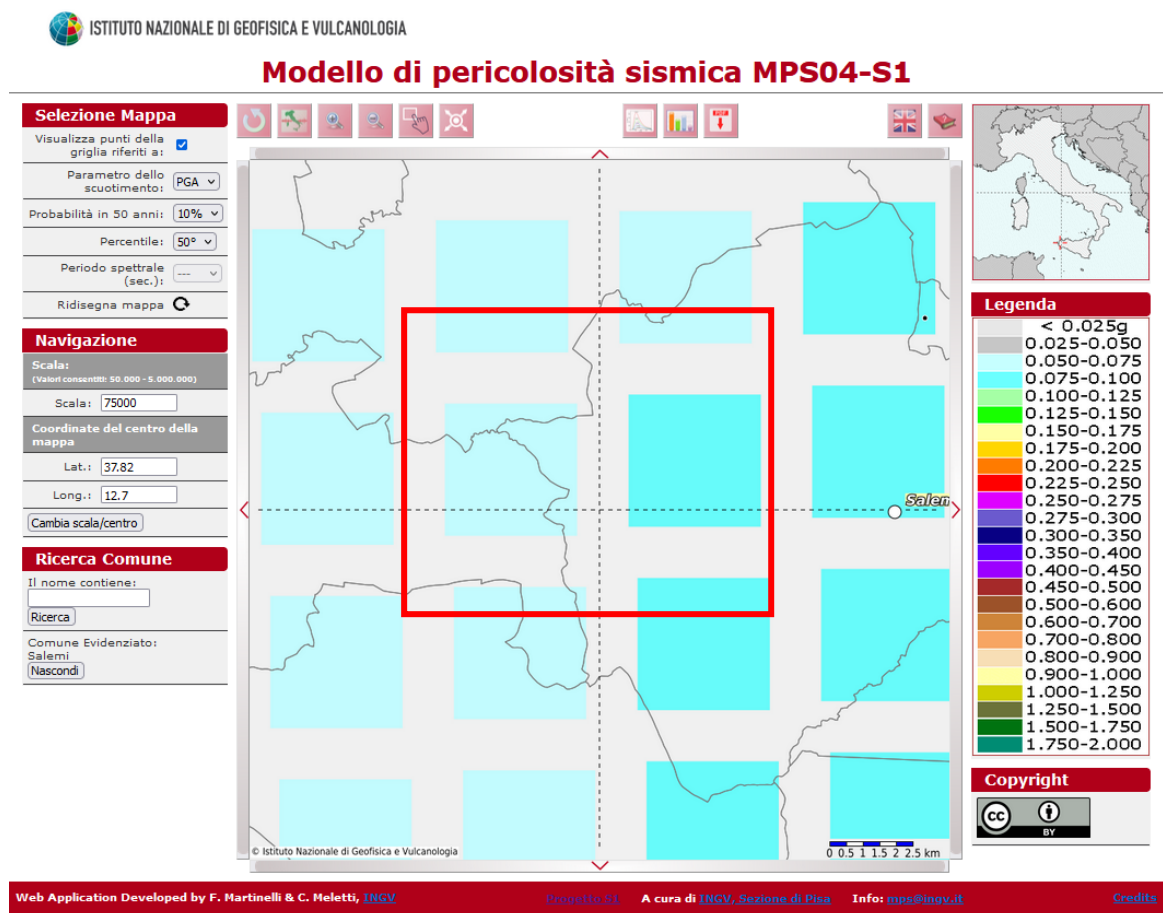 ISTITUTO NAZIONALE DI GEOFISICA E VULCANOLOGIA
Modello di pericolosità sismica MPS04-S1
Selezione Mappa
Visualizza punti della
griglia riferiti a:
Parametro dello
scuotimento: PGA
Probabilità in 50 anni: 10%
Percentile: 50°
Periodo spettrale
(sec.): ---
Ridisegna mappa
Navigazione
Scala:
(Valori consentiti: 50.000 - 5.000.000)
Scala: 75000
Coordinate del centro della
mappa
Lat.: 37.82
Long.: 12.7
Cambia scala/centro
Ricerca Comune
Il nome contiene:
Ricerca
Comune Evidenziato:
Salemi
Nascondi
PDF
Salem
© Istituto Nazionale di Geofisica e Vulcanologia
0 0.5 1 1.5 2 2.5 km
Legenda
< 0.025g
0.025-0.050
0.050-0.075
0.075-0.100
0.100-0.125
0.125-0.150
0.150-0.175
0.175-0.200
0.200-0.225
0.225-0.250
0.250-0.275
0.275-0.300
0.300-0.350
0.350-0.400
0.400-0.450
0.450-0.500
0.500-0.600
0.600-0.700
0.700-0.800
0.800-0.900
0.900-1.000
1.000-1.250
1.250-1.500
1.500-1.750
1.750-2.000
Copyright
cc
BY
Web Application Developed by F. Martinelli & C. Meletti, INGV Progetto S1 A cura di INGV, Sezione di Pisa Info: mps@ingv.it Credits